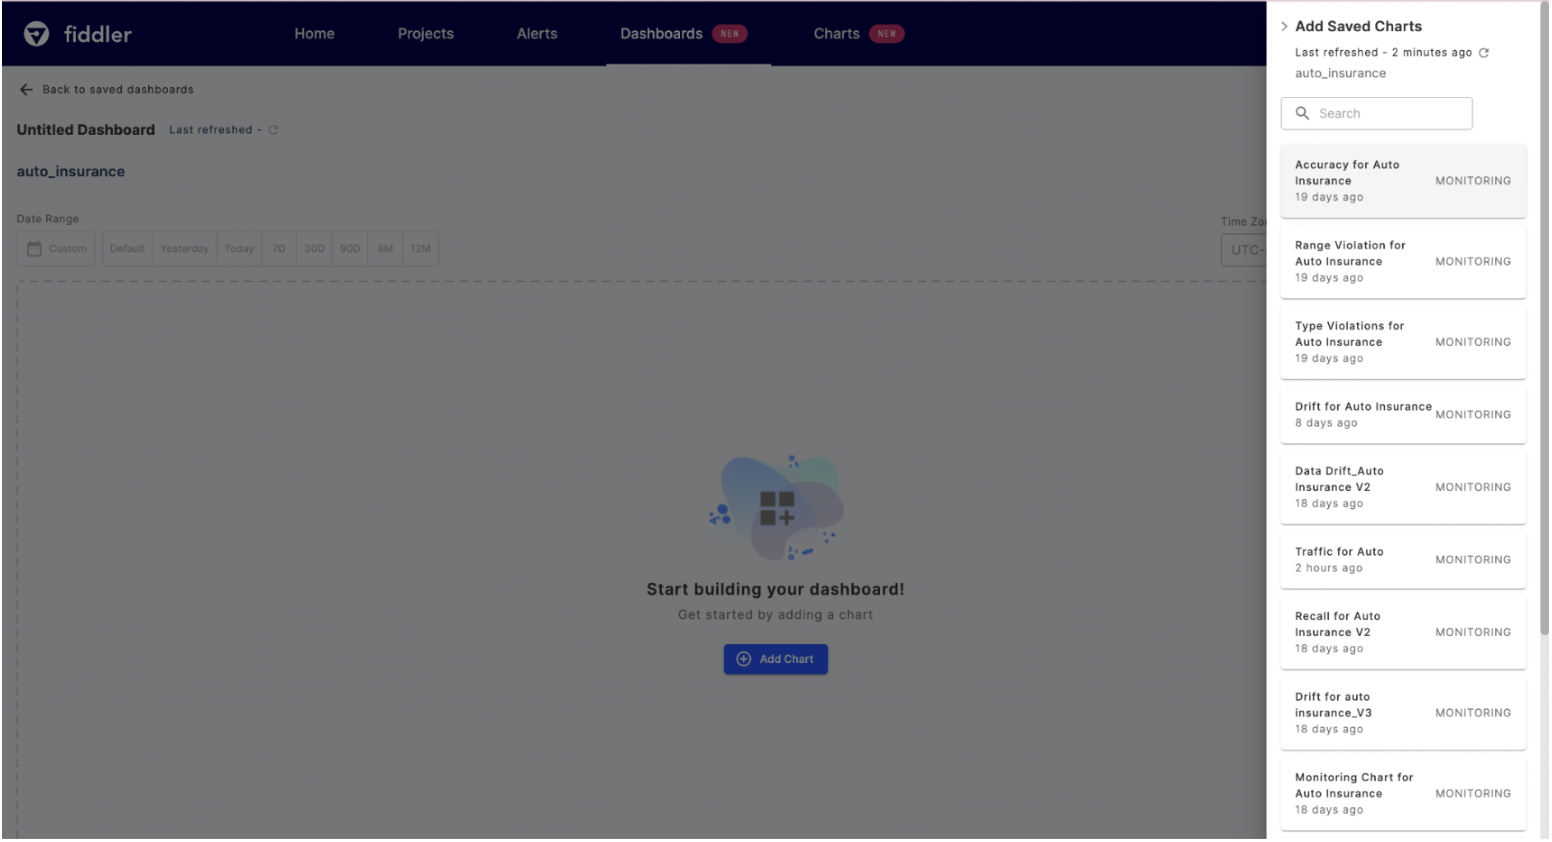 fiddler
Home
Projects
Alerts
Dashboards NEW
Charts NEW
Back to saved dashboards
Untitled Dashboard Last refreshed -
auto_insurance
Date Range
Custom
Default Yesterday Today 7D 30D 90D 6M 12M
Time Zo
UTC-
Start building your dashboard!
Get started by adding a chart
Add Chart
Add Saved Charts
Last refreshed - 2 minutes ago
auto_insurance
Search
Accuracy for Auto
Insurance
19 days ago
MONITORING
Range Violation for
Auto Insurance
19 days ago
MONITORING
Type Violations for
Auto Insurance
19 days ago
MONITORING
Drift for Auto Insurance
8 days ago
MONITORING
Data Drift_Auto
Insurance V2
18 days ago
MONITORING
Traffic for Auto
2 hours ago
MONITORING
Recall for Auto
Insurance V2
18 days ago
MONITORING
Drift for auto
insurance_V3
18 days ago
MONITORING
Monitoring Chart for
Auto Insurance
18 days ago
MONITORING